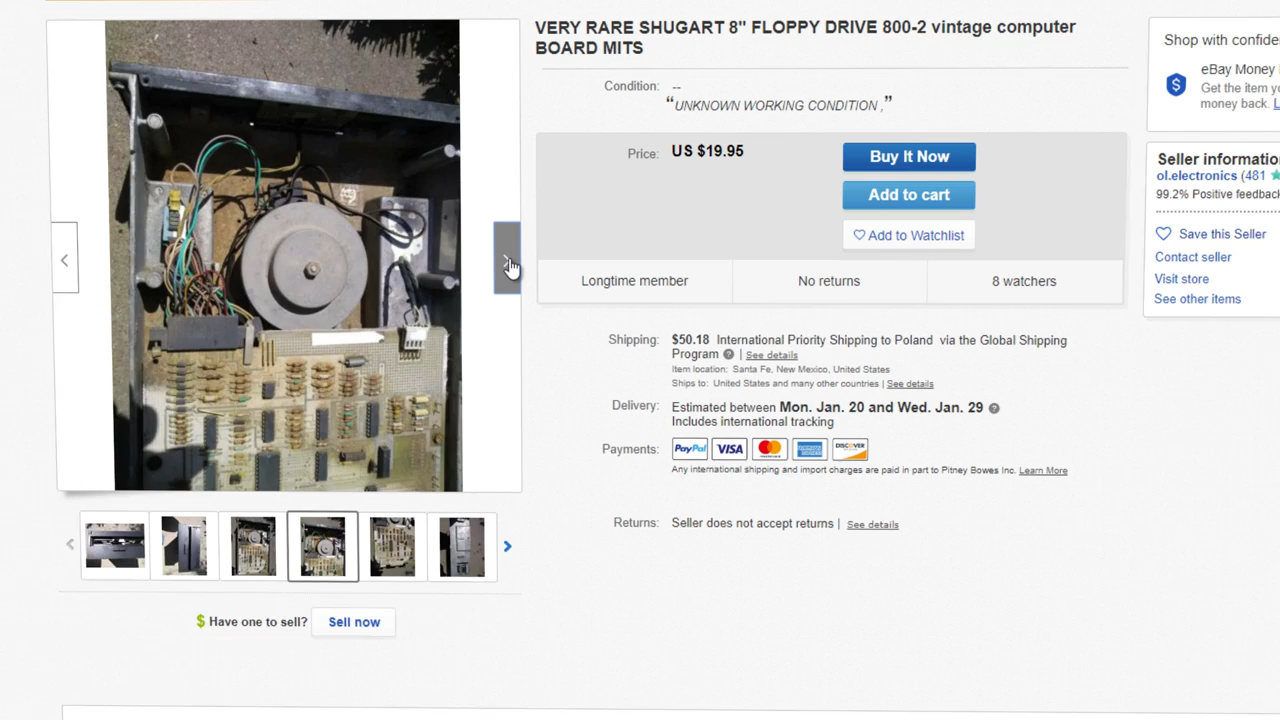 VERY RARE SHUGART 8" FLOPPY DRIVE 800-2 vintage computer
BOARD MITS
Condition: --
"UNKNOWN WORKING CONDITION ,"
Price: US $19.95
Buy It Now
Add to cart
Add to Watchlist
Longtime member No returns 8 watchers
Shipping: $50.18 International Priority Shipping to Poland via the Global Shipping
Program ? | See details
Item location: Santa Fe, New Mexico, United States
Ships to: United States and many other countries | See details
Delivery: Estimated between Mon. Jan. 20 and Wed. Jan. 29 ?
Includes international tracking
Payments: PayPal VISA MasterCard AMERICAN EXPRESS DISCOVER
Any international shipping and import charges are paid in part to Pitney Bowes Inc. Learn More
Returns: Seller does not accept returns | See details
$ Have one to sell? Sell now
Shop with confide
eBay Money
Get the item y
money back. L
Seller informatio
ol.electronics (481
99.2% Positive feedback
Save this Seller
Contact seller
Visit store
See other items